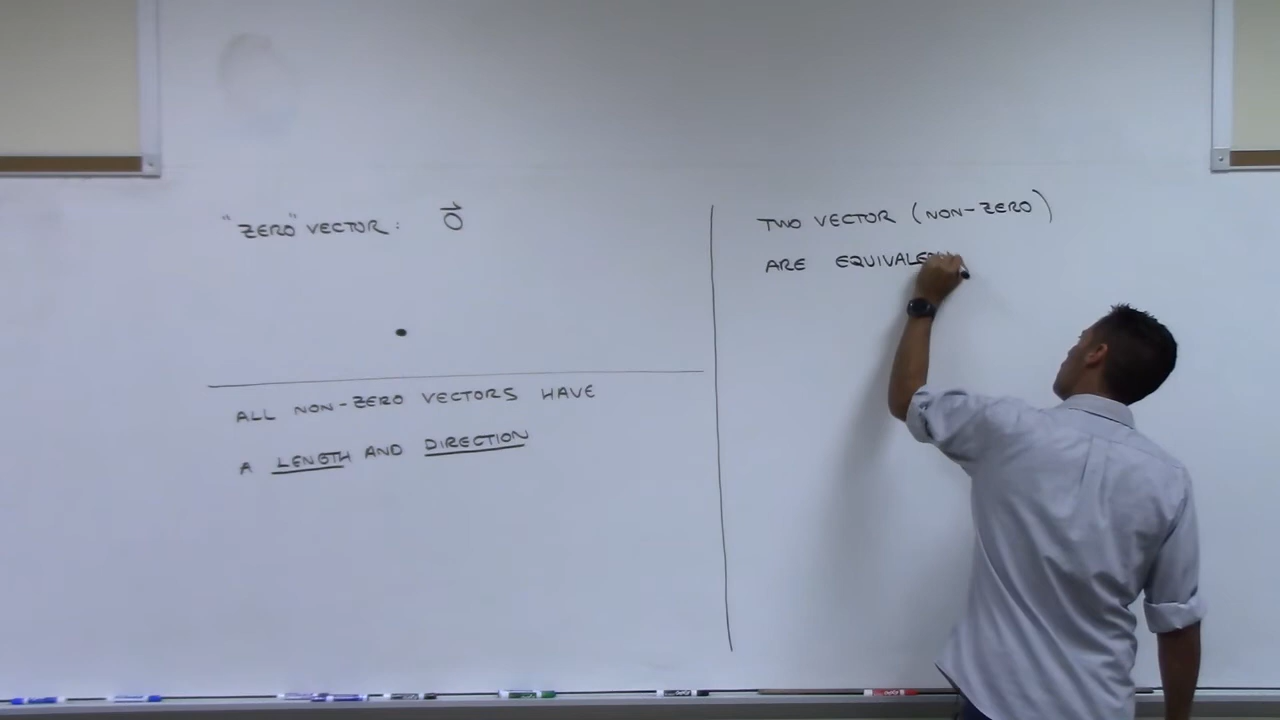 "ZERO" VECTOR: 0⃗
ALL NON-ZERO VECTORS HAVE
A LENGTH AND DIRECTION
TWO VECTOR (NON-ZERO)
ARE